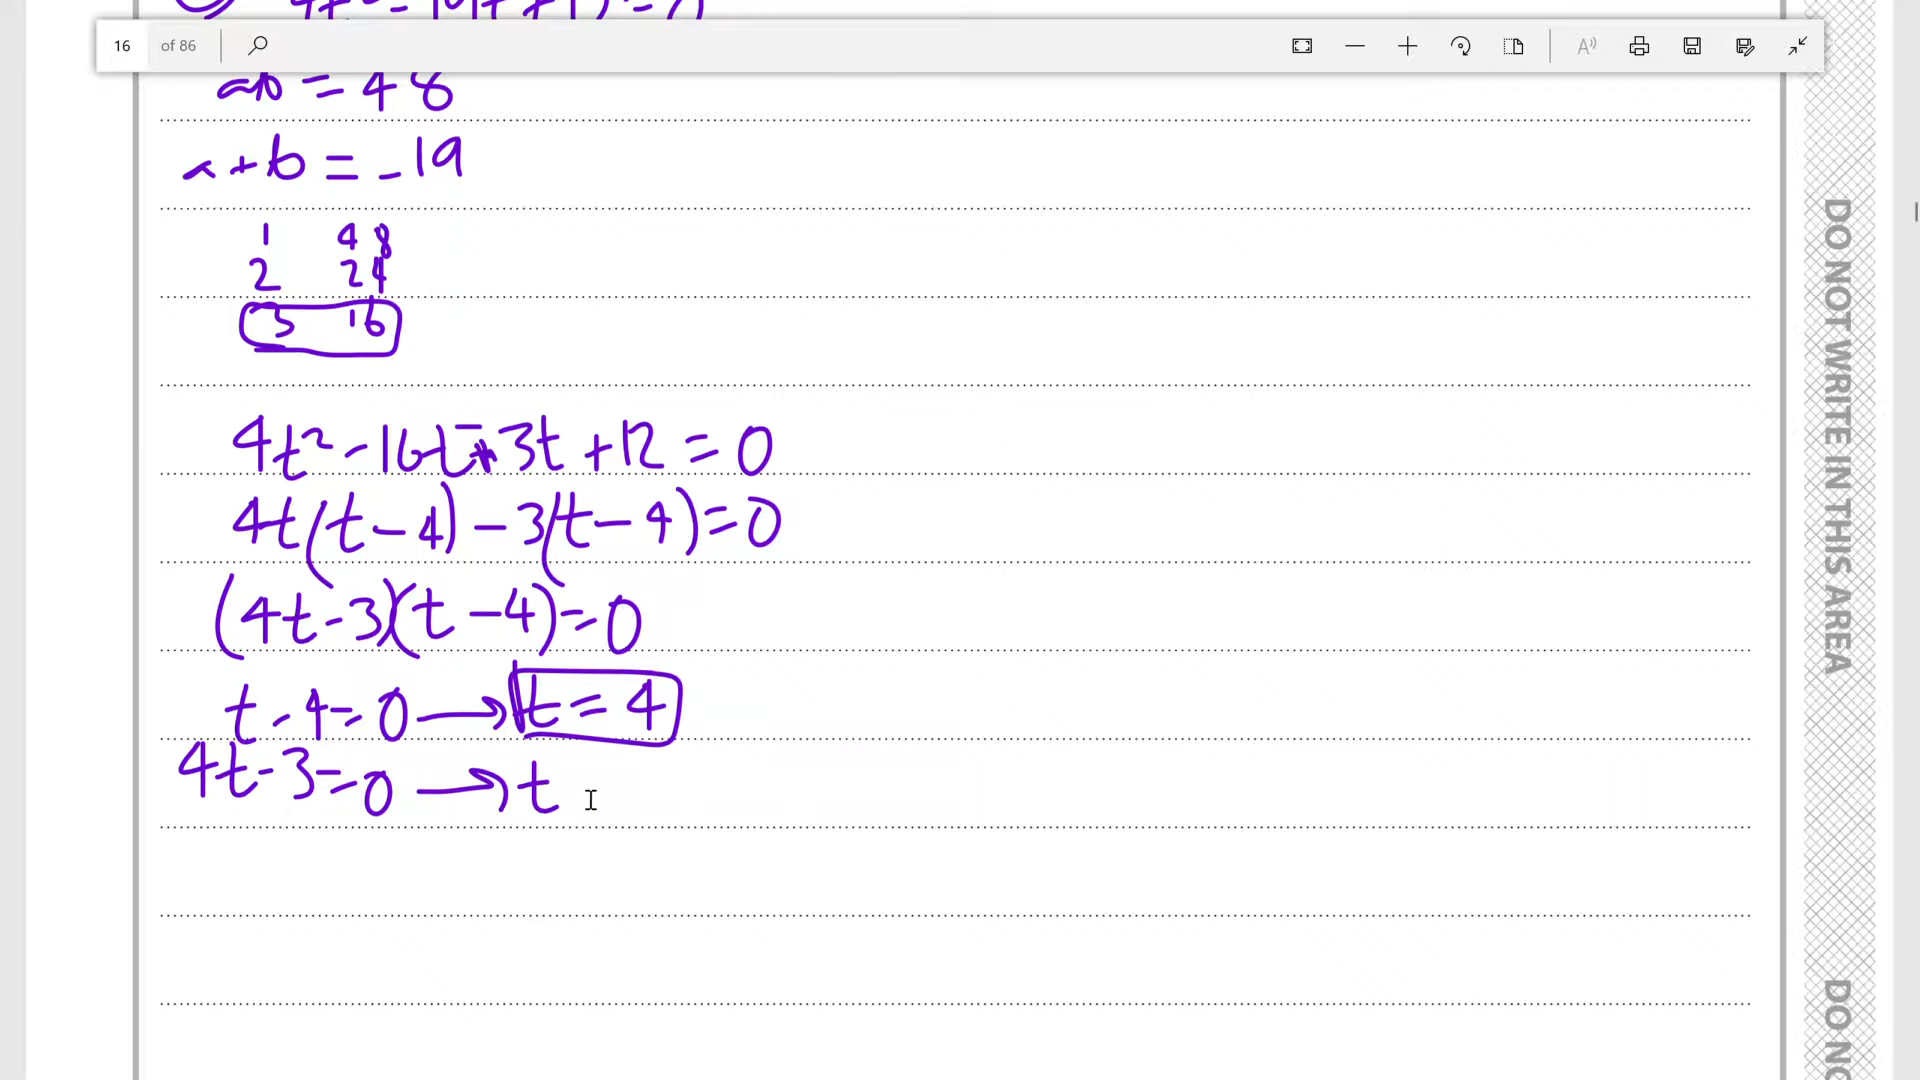 16 of 86
ab = 48
a + b = -19
1 48
2 24
3 16
4t² - 16t - 3t + 12 = 0
4t(t - 4) - 3(t - 4) = 0
(4t - 3)(t - 4) = 0
t - 4 = 0 → t = 4
4t - 3 = 0 → t
DO NOT WRITE IN THIS AREA
DO NO